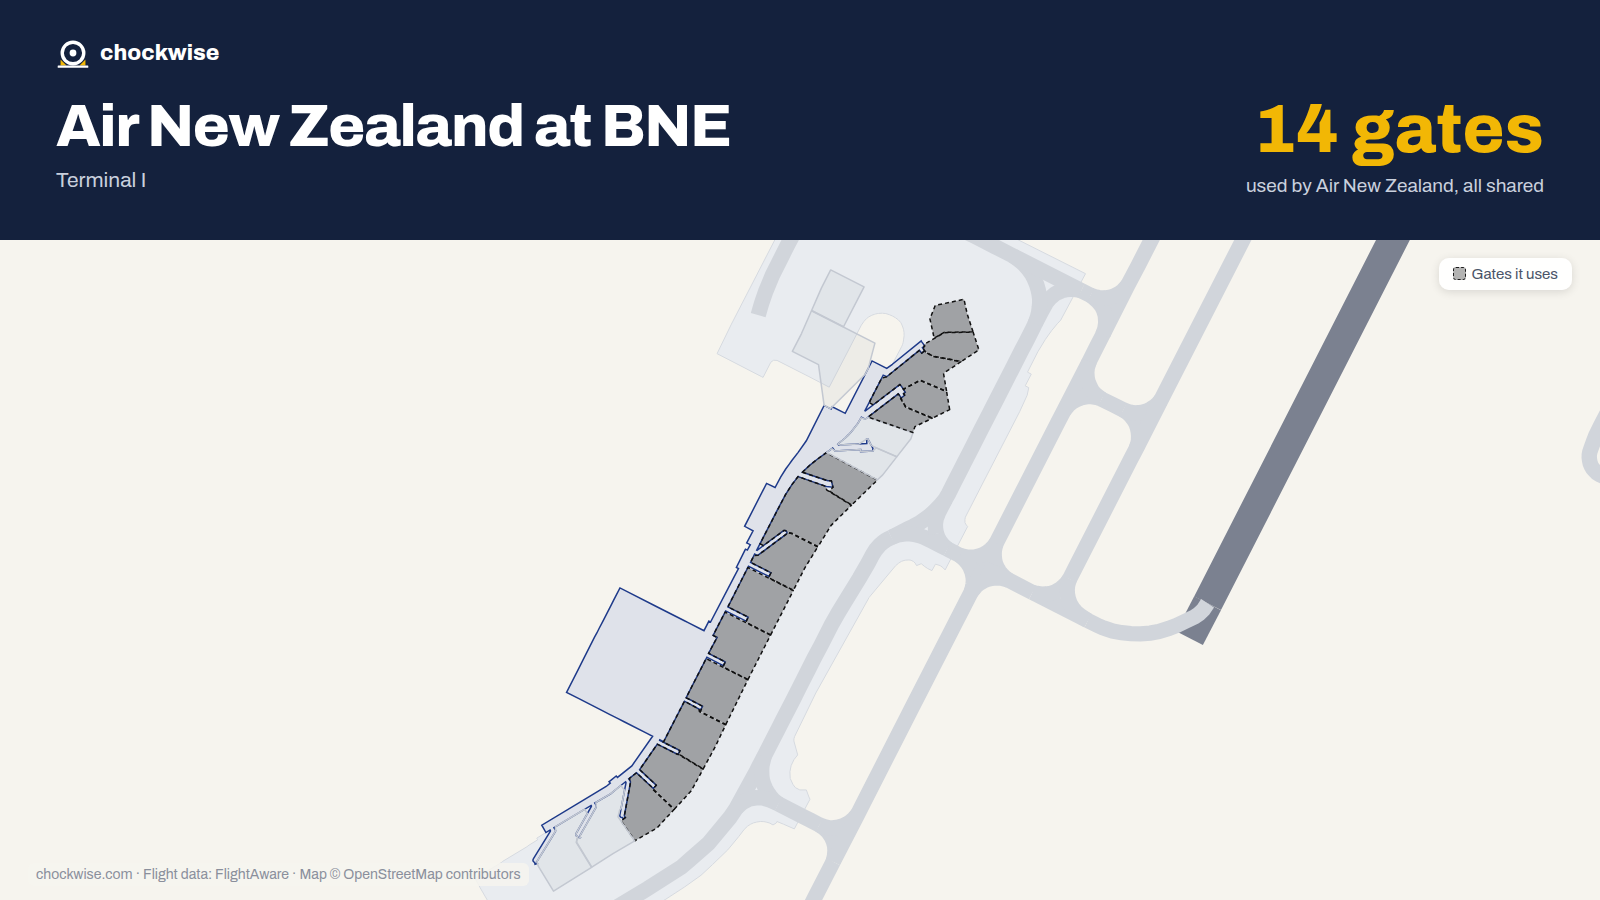 chockwise
Air New Zealand at BNE
Terminal I
14 gates
used by Air New Zealand, all shared
Gates it uses
chockwise.com · Flight data: FlightAware · Map © OpenStreetMap contributors